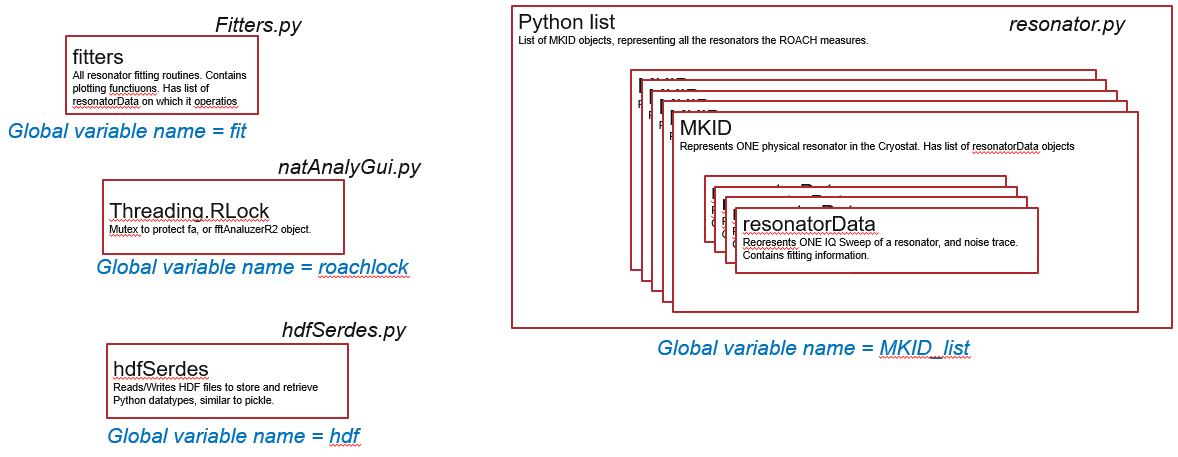 Fitters.py
fitters
All resonator fitting routines. Contains
plotting functiuons. Has list of
resonatorData on which it operatios
Global variable name = fit
natAnalyGui.py
Threading.RLock
Mutex to protect fa, or fftAnaluzerR2 object.
Global variable name = roachlock
hdfSerdes.py
hdfSerdes
Reads/Writes HDF files to store and retrieve
Python datatypes, similar to pickle.
Global variable name = hdf
Python list
resonator.py
List of MKID objects, representing all the resonators the ROACH measures.
MKID
Represents ONE physical resonator in the Cryostat. Has list of resonatorData objects
resonatorData
Reoresents ONE IQ Sweep of a resonator, and noise trace.
Contains fitting information.
Global variable name = MKID_list